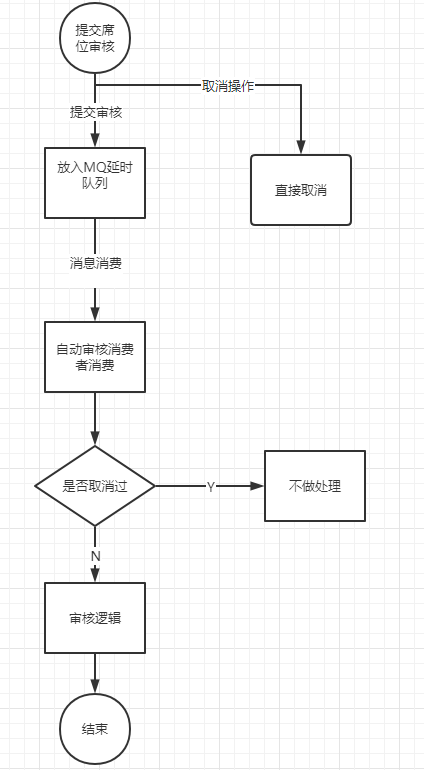 提交席
位审核
取消操作
提交审核
放入MQ延时
队列
直接取消
消息消费
自动审核消费
者消费
是否取消过
Y
不做处理
N
审核逻辑
结束